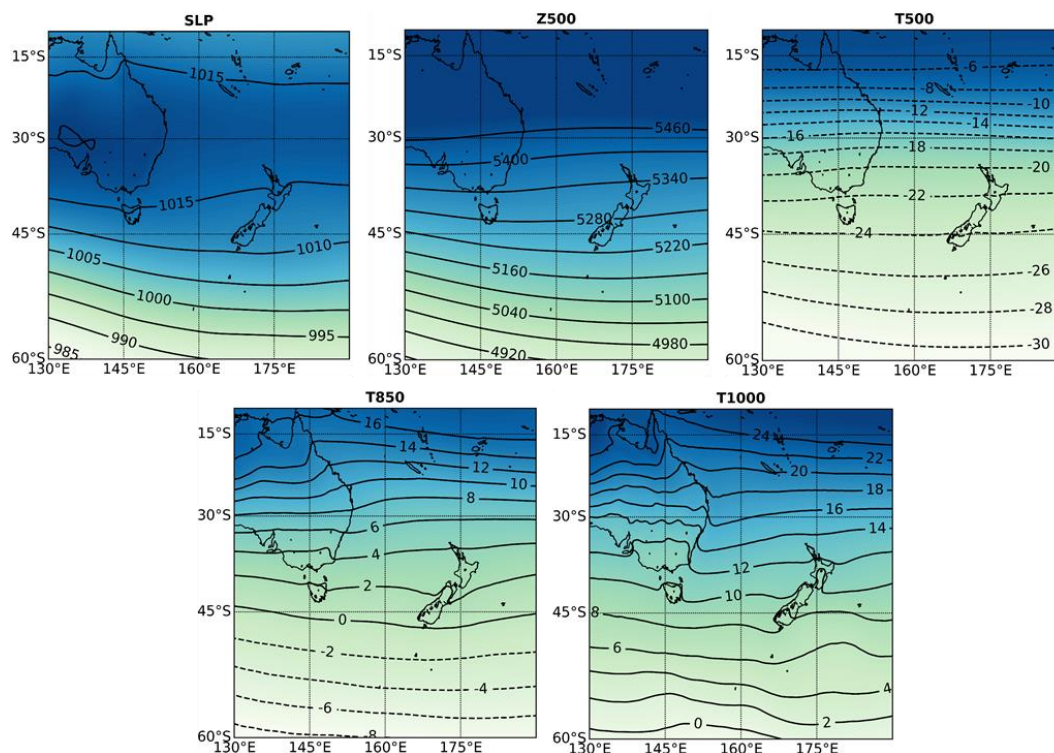 SLP
15°S
30°S
45°S
60°S
130°E
145°E
160°E
175°E
1015
1015
1010
1005
1000
995
990
985
Z500
15°S
30°S
45°S
60°S
130°E
145°E
160°E
175°E
5460
5400
5340
5280
5220
5160
5100
5040
4980
4920
T500
15°S
30°S
45°S
60°S
130°E
145°E
160°E
175°E
-6
-8
-10
-12
-14
-16
-18
-20
-22
-24
-26
-28
-30
T850
15°S
30°S
45°S
60°S
130°E
145°E
160°E
175°E
16
14
12
10
8
6
4
2
0
-2
-4
-6
-8
T1000
15°S
30°S
45°S
60°S
130°E
145°E
160°E
175°E
24
22
20
18
16
14
12
10
8
6
4
2
0